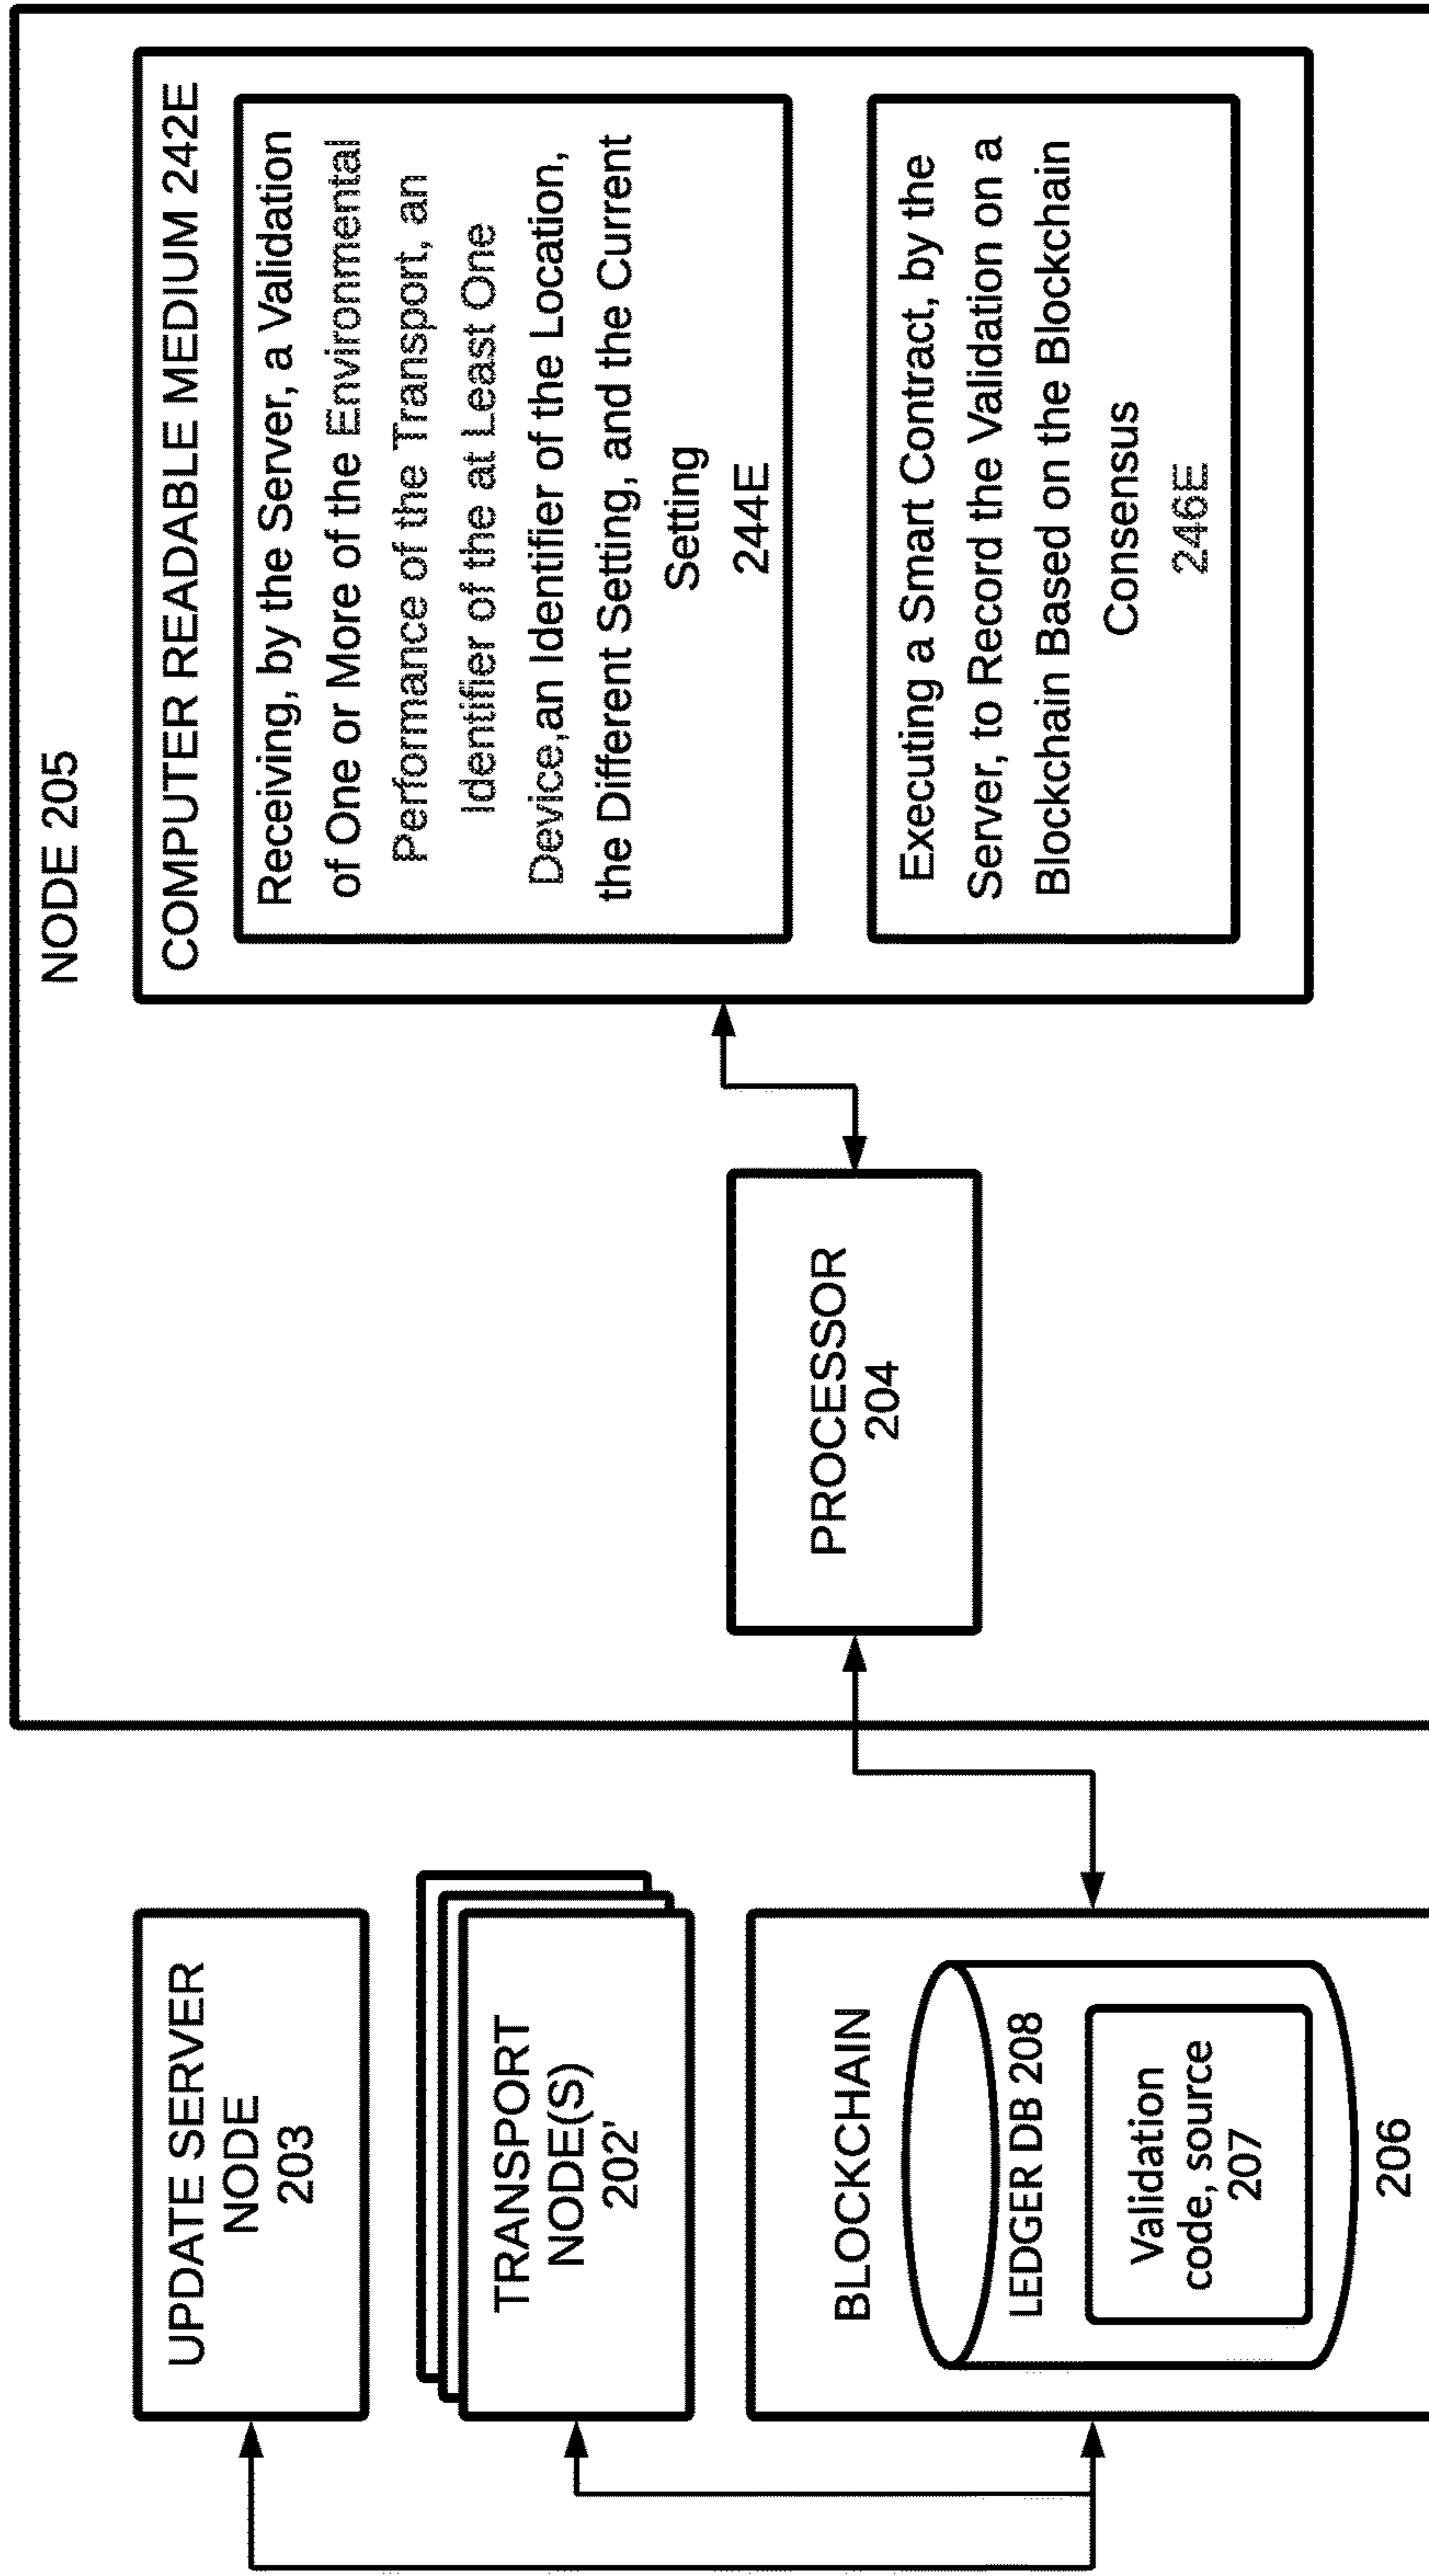 NODE 205
COMPUTER READABLE MEDIUM 242E
Receiving, by the Server, a Validation
of One or More of the Environmental
Performance of the Transport, an
Identifier of the at Least One
Device,an Identifier of the Location,
the Different Setting, and the Current
Setting
244E
Executing a Smart Contract, by the
Server, to Record the Validation on a
Blockchain Based on the Blockchain
Consensus
246E
PROCESSOR
204
UPDATE SERVER
NODE
203
TRANSPORT
NODE(S)
202'
BLOCKCHAIN
LEDGER DB 208
Validation
code, source
207
206